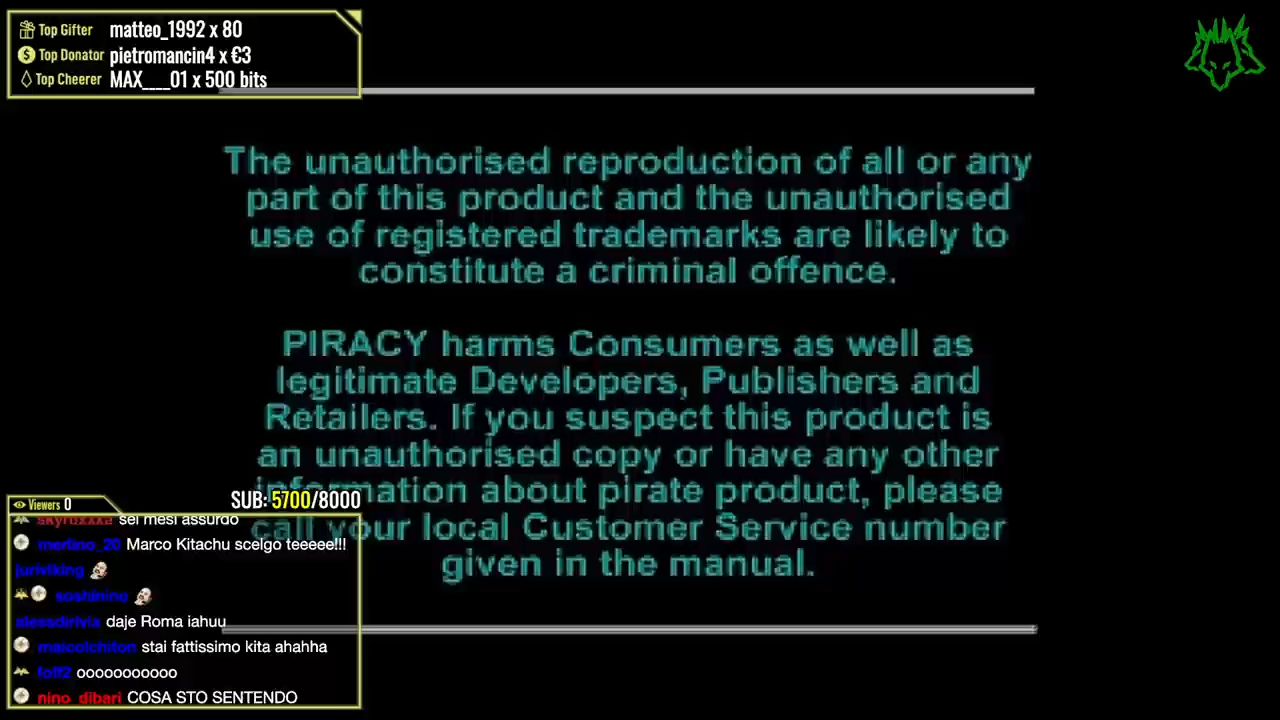 Top Gifter matteo_1992 x 80
Top Donator pietromancin4 x €3
Top Cheerer MAX____01 x 500 bits
The unauthorised reproduction of all or any
part of this product and the unauthorised
use of registered trademarks are likely to
constitute a criminal offence.
PIRACY harms Consumers as well as
legitimate Developers, Publishers and
Retailers. If you suspect this product is
an unauthorised copy or have any other
information about pirate product, please
call your local Customer Service number
given in the manual.
Viewers 0
SUB: 5700/8000
sei mesi assurdo
merlino_20 Marco Kitachu scelgo teeeee!!!
juriviking
soshinino
daje Roma iahuu
stai fattissimo kita ahahha
foff2 ooooooooooo
nino_dibari COSA STO SENTENDO